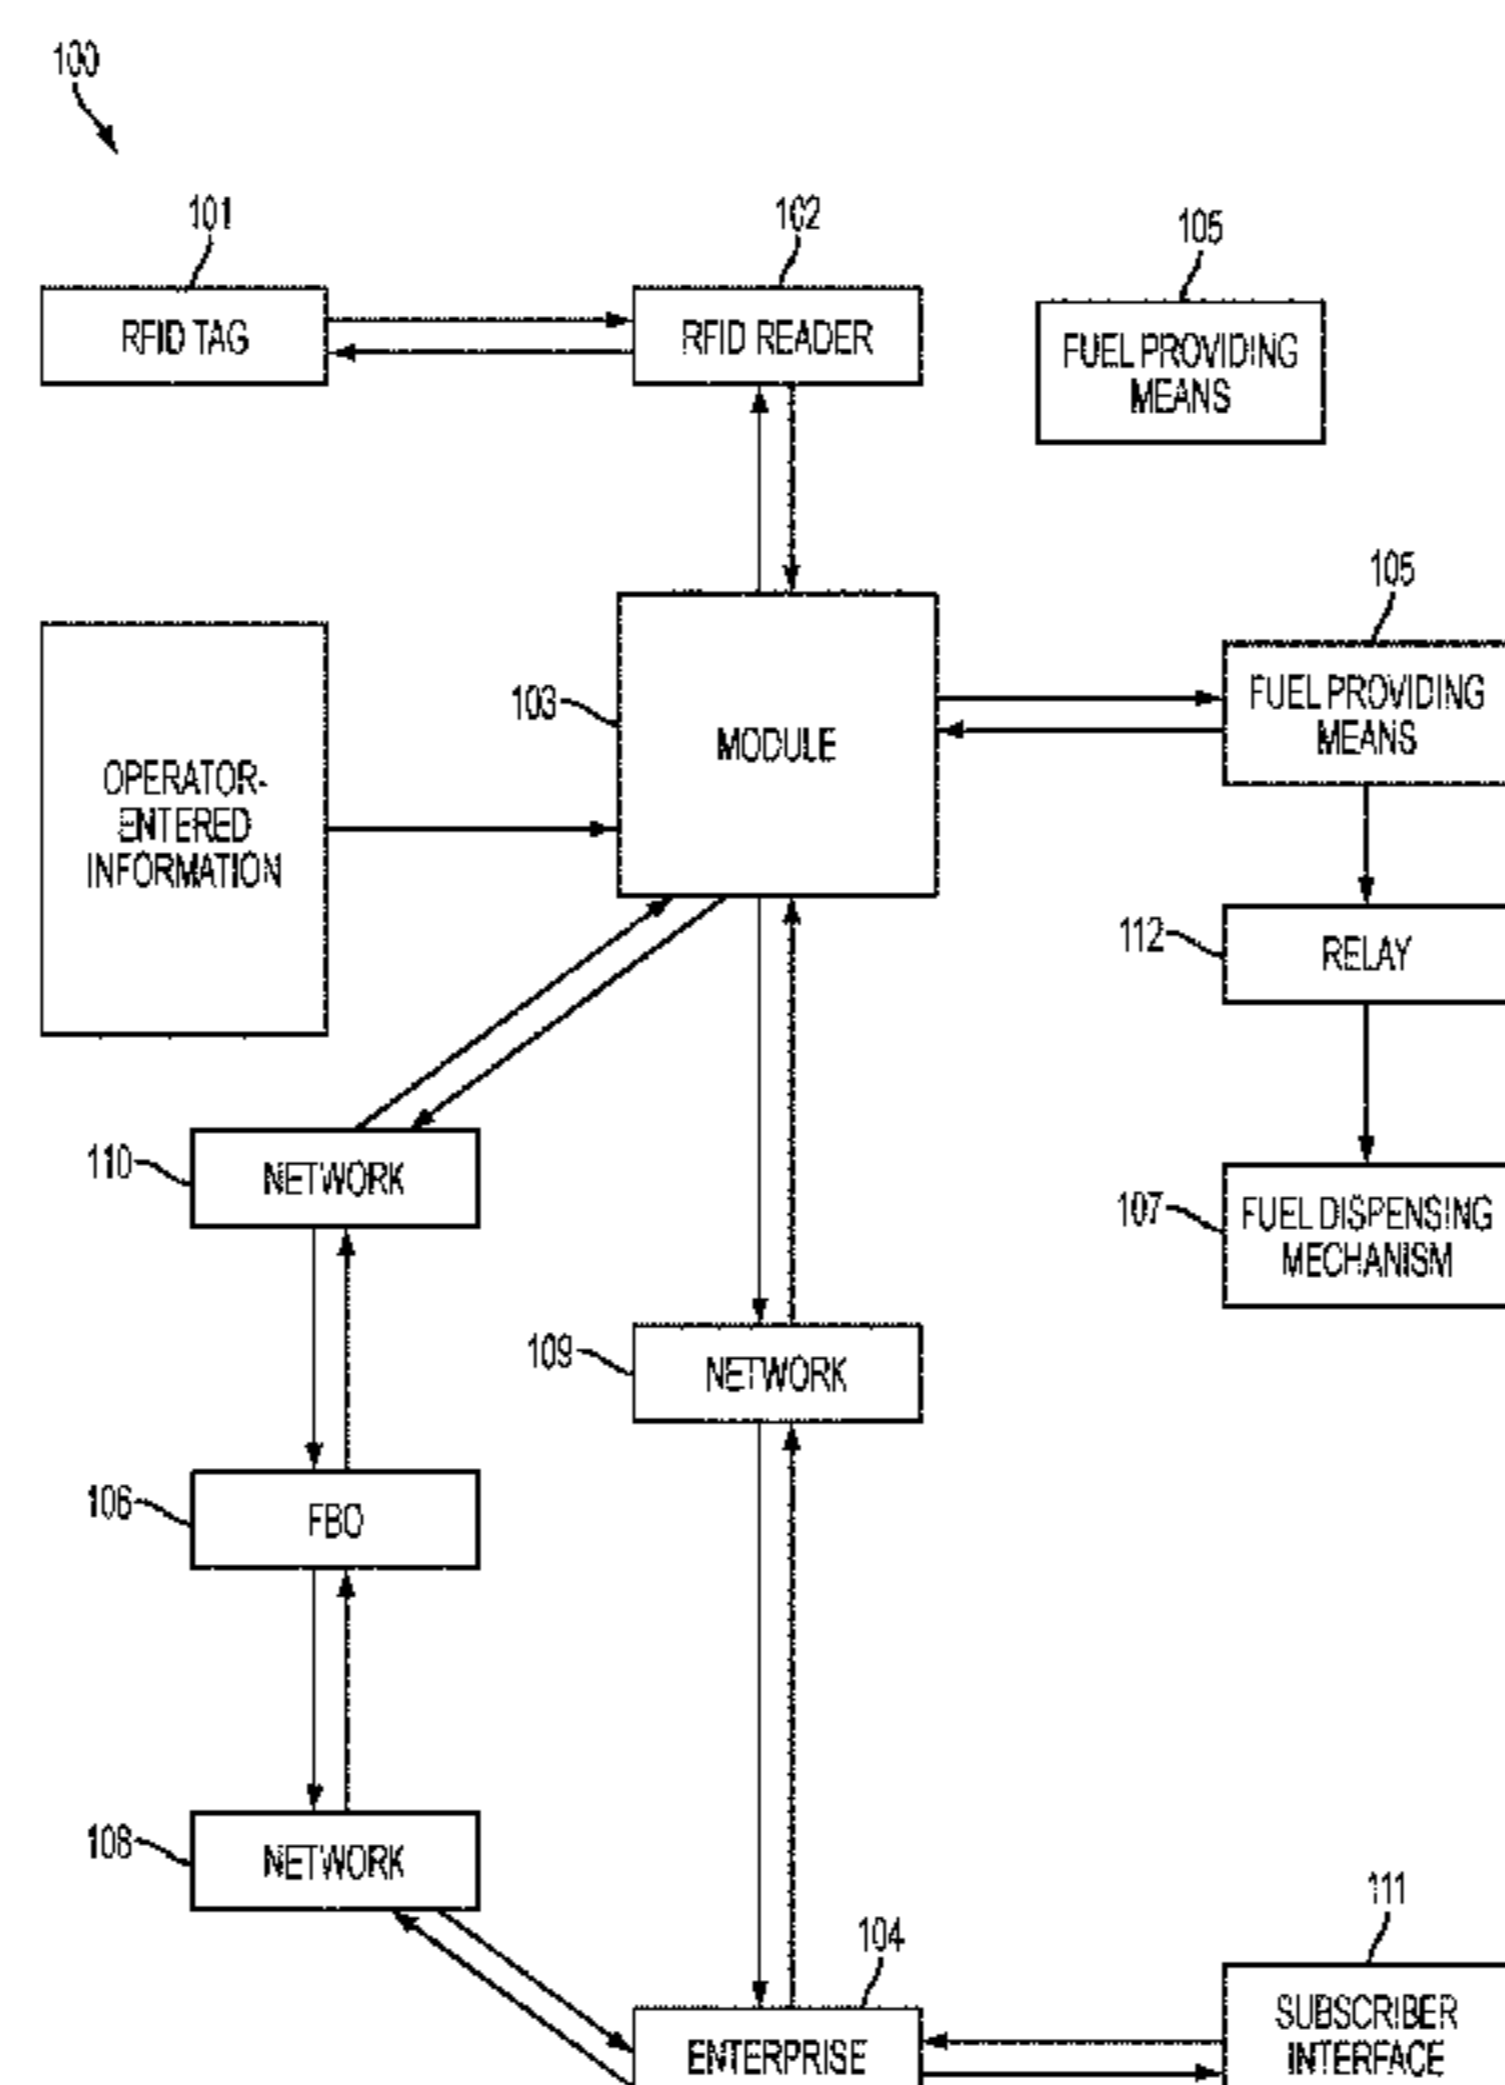 100
101
102
105
RFID TAG
RFID READER
FUEL PROVIDING
MEANS
105
103
MODULE
FUEL PROVIDING
MEANS
OPERATOR-
ENTERED
INFORMATION
112
RELAY
110
NETWORK
107
FUEL DISPENSING
MECHANISM
109
NETWORK
106
FBO
108
NETWORK
104
111
ENTERPRISE
SUBSCRIBER
INTERFACE